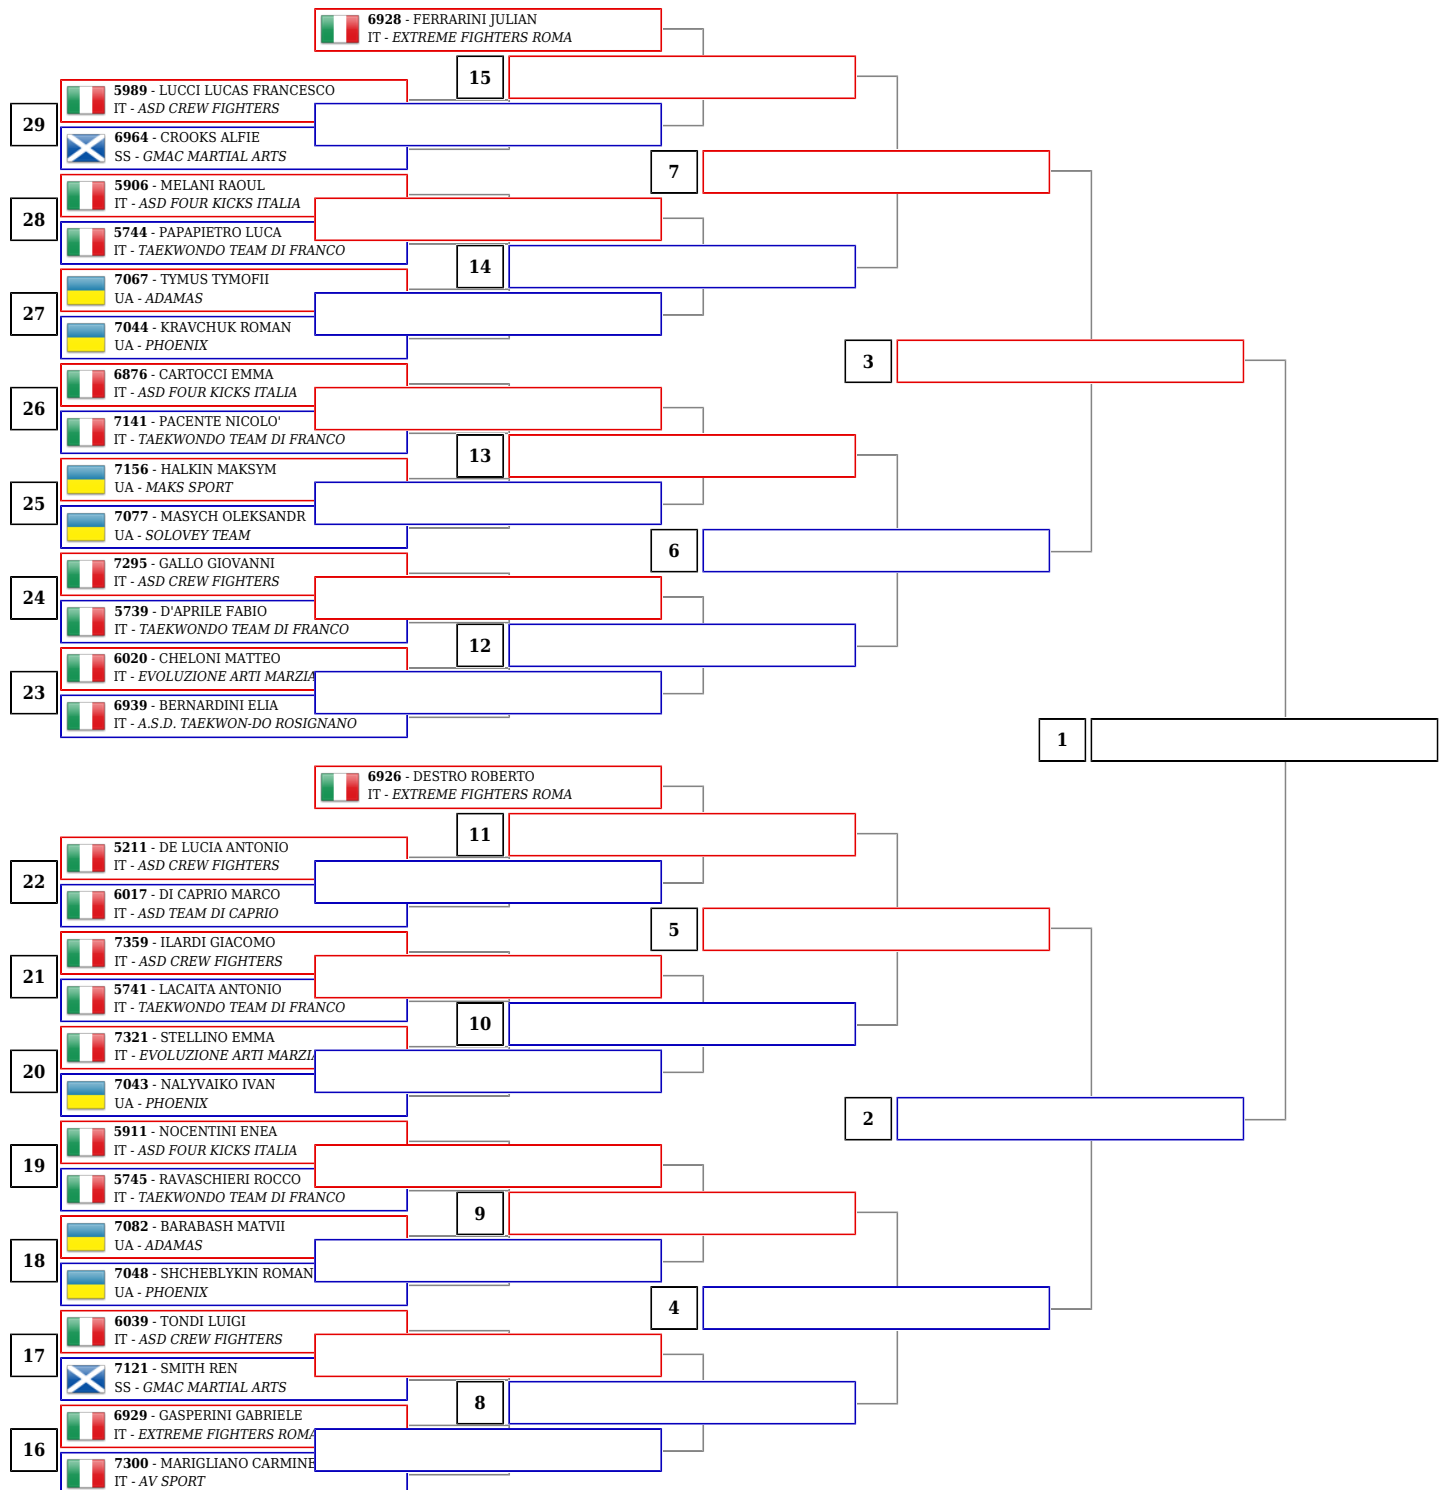 6928 - FERRARINI JULIAN
IT - EXTREME FIGHTERS ROMA
15
5989 - LUCCI LUCAS FRANCESCO
IT - ASD CREW FIGHTERS
29
6964 - CROOKS ALFIE
SS - GMAC MARTIAL ARTS
7
5906 - MELANI RAOUL
IT - ASD FOUR KICKS ITALIA
28
5744 - PAPAPIETRO LUCA
IT - TAEKWONDO TEAM DI FRANCO
14
7067 - TYMUS TYMOFII
UA - ADAMAS
27
7044 - KRAVCHUK ROMAN
UA - PHOENIX
3
6876 - CARTOCCI EMMA
IT - ASD FOUR KICKS ITALIA
26
7141 - PACENTE NICOLO'
IT - TAEKWONDO TEAM DI FRANCO
13
7156 - HALKIN MAKSYM
UA - MAKS SPORT
25
7077 - MASYCH OLEKSANDR
UA - SOLOVEY TEAM
6
7295 - GALLO GIOVANNI
IT - ASD CREW FIGHTERS
24
5739 - D'APRILE FABIO
IT - TAEKWONDO TEAM DI FRANCO
12
6020 - CHELONI MATTEO
IT - EVOLUZIONE ARTI MARZIA
23
6939 - BERNARDINI ELIA
IT - A.S.D. TAEKWON-DO ROSIGNANO
1
6926 - DESTRO ROBERTO
IT - EXTREME FIGHTERS ROMA
11
5211 - DE LUCIA ANTONIO
IT - ASD CREW FIGHTERS
22
6017 - DI CAPRIO MARCO
IT - ASD TEAM DI CAPRIO
5
7359 - ILARDI GIACOMO
IT - ASD CREW FIGHTERS
21
5741 - LACAITA ANTONIO
IT - TAEKWONDO TEAM DI FRANCO
10
7321 - STELLINO EMMA
IT - EVOLUZIONE ARTI MARZIA
20
7043 - NALYVAIKO IVAN
UA - PHOENIX
2
5911 - NOCENTINI ENEA
IT - ASD FOUR KICKS ITALIA
19
5745 - RAVASCHIERI ROCCO
IT - TAEKWONDO TEAM DI FRANCO
9
7082 - BARABASH MATVII
UA - ADAMAS
18
7048 - SHCHEBLYKIN ROMAN
UA - PHOENIX
4
6039 - TONDI LUIGI
IT - ASD CREW FIGHTERS
17
7121 - SMITH REN
SS - GMAC MARTIAL ARTS
8
6929 - GASPERINI GABRIELE
IT - EXTREME FIGHTERS ROMA
16
7300 - MARIGLIANO CARMINE
IT - AV SPORT